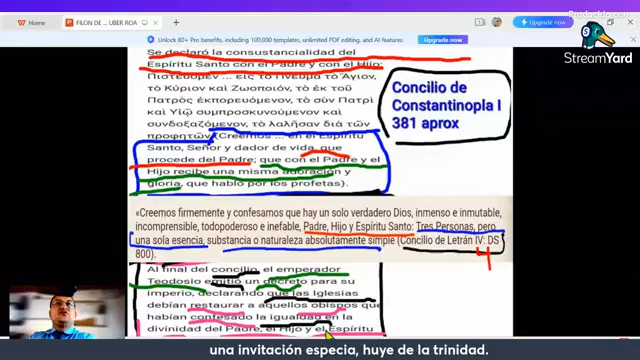 Producido con
Home
FILON DE
UBER ROA
Upgrade now
Unlock 80+ Pro benefits, including 100,000 templates, unlimited PDF editing, and AI features.
Upgrade now
StreamYard
Se declaró la consustancialidad del
Espíritu Santo con el Padre y con el Hijo:
Πιστεύομεν ... εἰς τὸ Πνεῦμα τὸ Ἅγιον,
τὸ Κύριον καὶ Ζωοποιόν, τὸ ἐκ τοῦ
Πατρὸς ἐκπορευόμενον, τὸ σὺν Πατρὶ
καὶ Υἱῷ συμπροσκυνούμενον καὶ
συνδοξαζόμενον, τὸ λαλῆσαν διὰ τῶν
προφητῶν (Creemos ... en el Espíritu
Santo, Señor y dador de vida, que
procede del Padre; que con el Padre y el
Hijo recibe una misma adoración y
gloria, que habló por los profetas).
Concilio de
Constantinopla I
381 aprox
«Creemos firmemente y confesamos que hay un solo verdadero Dios, inmenso e inmutable,
incomprensible, todopoderoso e inefable, Padre, Hijo y Espíritu Santo: Tres Personas, pero
una sola esencia, substancia o naturaleza absolutamente simple (Concilio de Letrán IV: DS
800).
4
Al final del concilio, el emperador
Teodosio emitió un decreto para su
imperio, declarando que las Iglesias
debían restaurar a aquellos obispos que
habían confesado la igualdad en la
divinidad del Padre, el Hijo y el Espíritu
una invitación especia, huye de la trinidad.